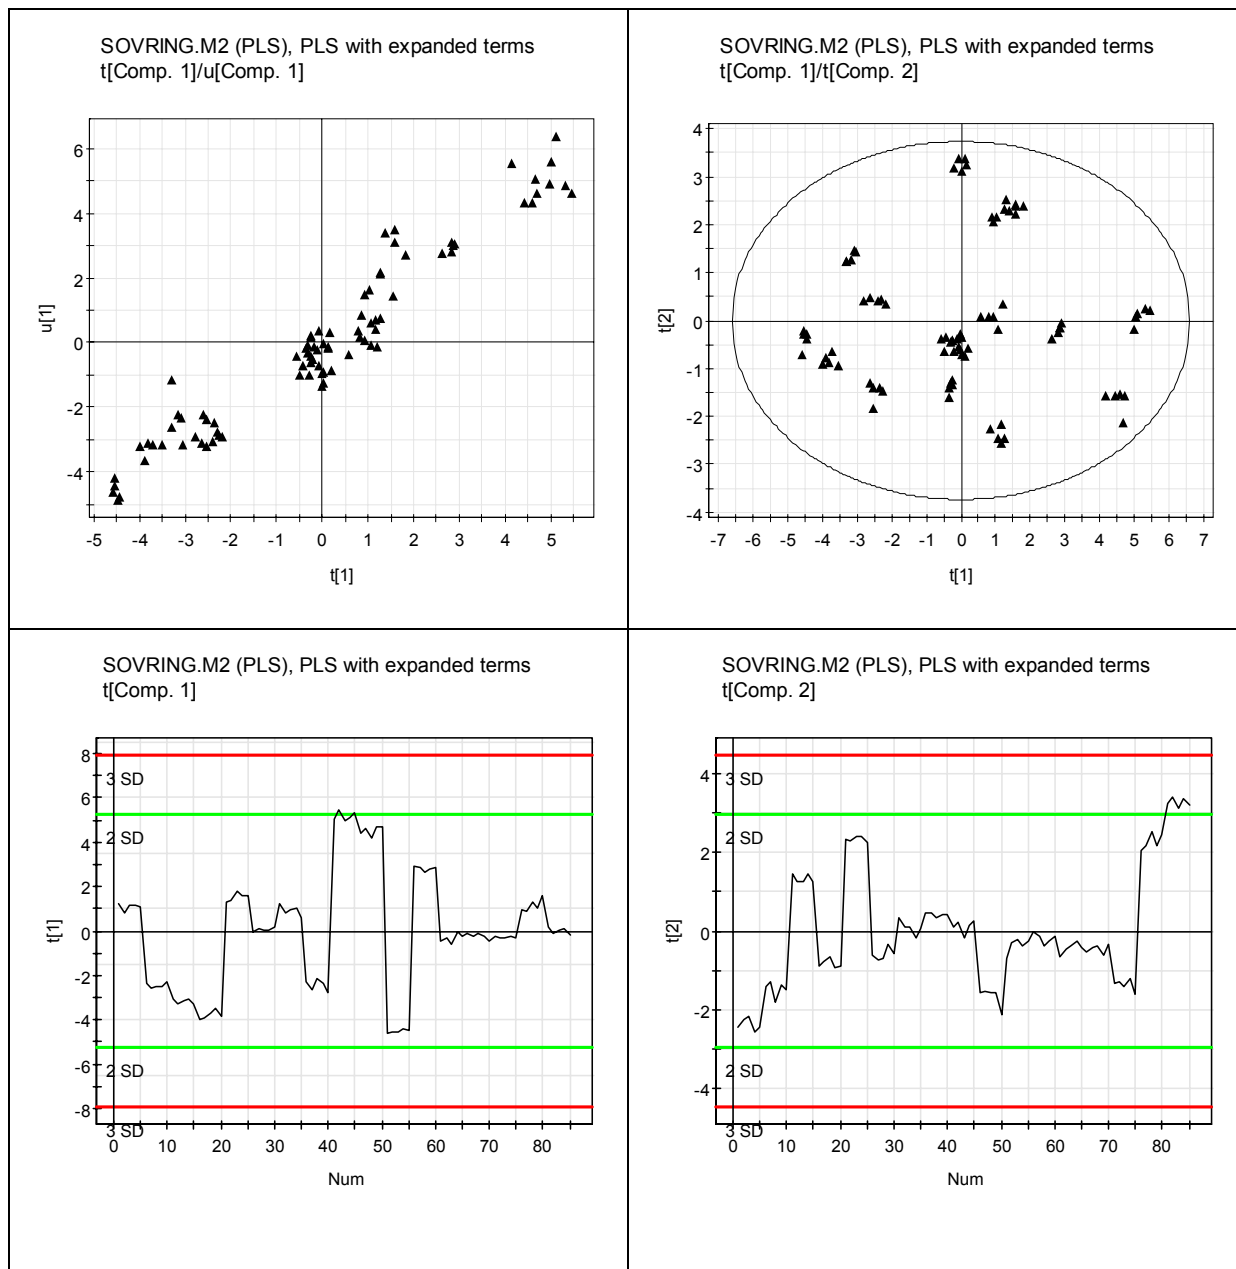 SOVRING.M2 (PLS), PLS with expanded terms
t[Comp. 1]/u[Comp. 1]
6
4
2
0
-2
-4
u[1]
-5 -4 -3 -2 -1 0 1 2 3 4 5
t[1]
SOVRING.M2 (PLS), PLS with expanded terms
t[Comp. 1]/t[Comp. 2]
4
3
2
1
0
-1
-2
-3
-4
t[2]
-7 -6 -5 -4 -3 -2 -1 0 1 2 3 4 5 6 7
t[1]
SOVRING.M2 (PLS), PLS with expanded terms
t[Comp. 1]
8
3 SD
6
2 SD
4
2
0
-2
-4
-6
2 SD
-8
3 SD
t[1]
0 10 20 30 40 50 60 70 80
Num
SOVRING.M2 (PLS), PLS with expanded terms
t[Comp. 2]
4
3 SD
2 SD
2
0
-2
2 SD
-4
3 SD
t[2]
0 10 20 30 40 50 60 70 80
Num